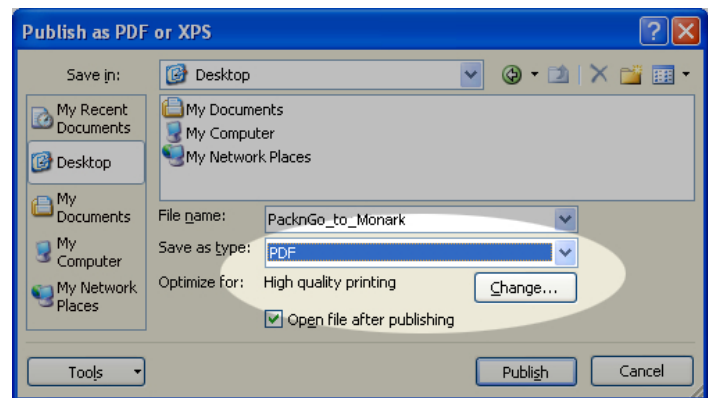 Publish as PDF or XPS
Save in:
Desktop
My Recent
Documents
Desktop
My
Documents
My
Computer
My Network
Places
My Documents
My Computer
My Network Places
File name:
PacknGo_to_Monark
Save as type:
PDF
Optimize for:
High quality printing
Change...
Open file after publishing
Tools
Publish
Cancel